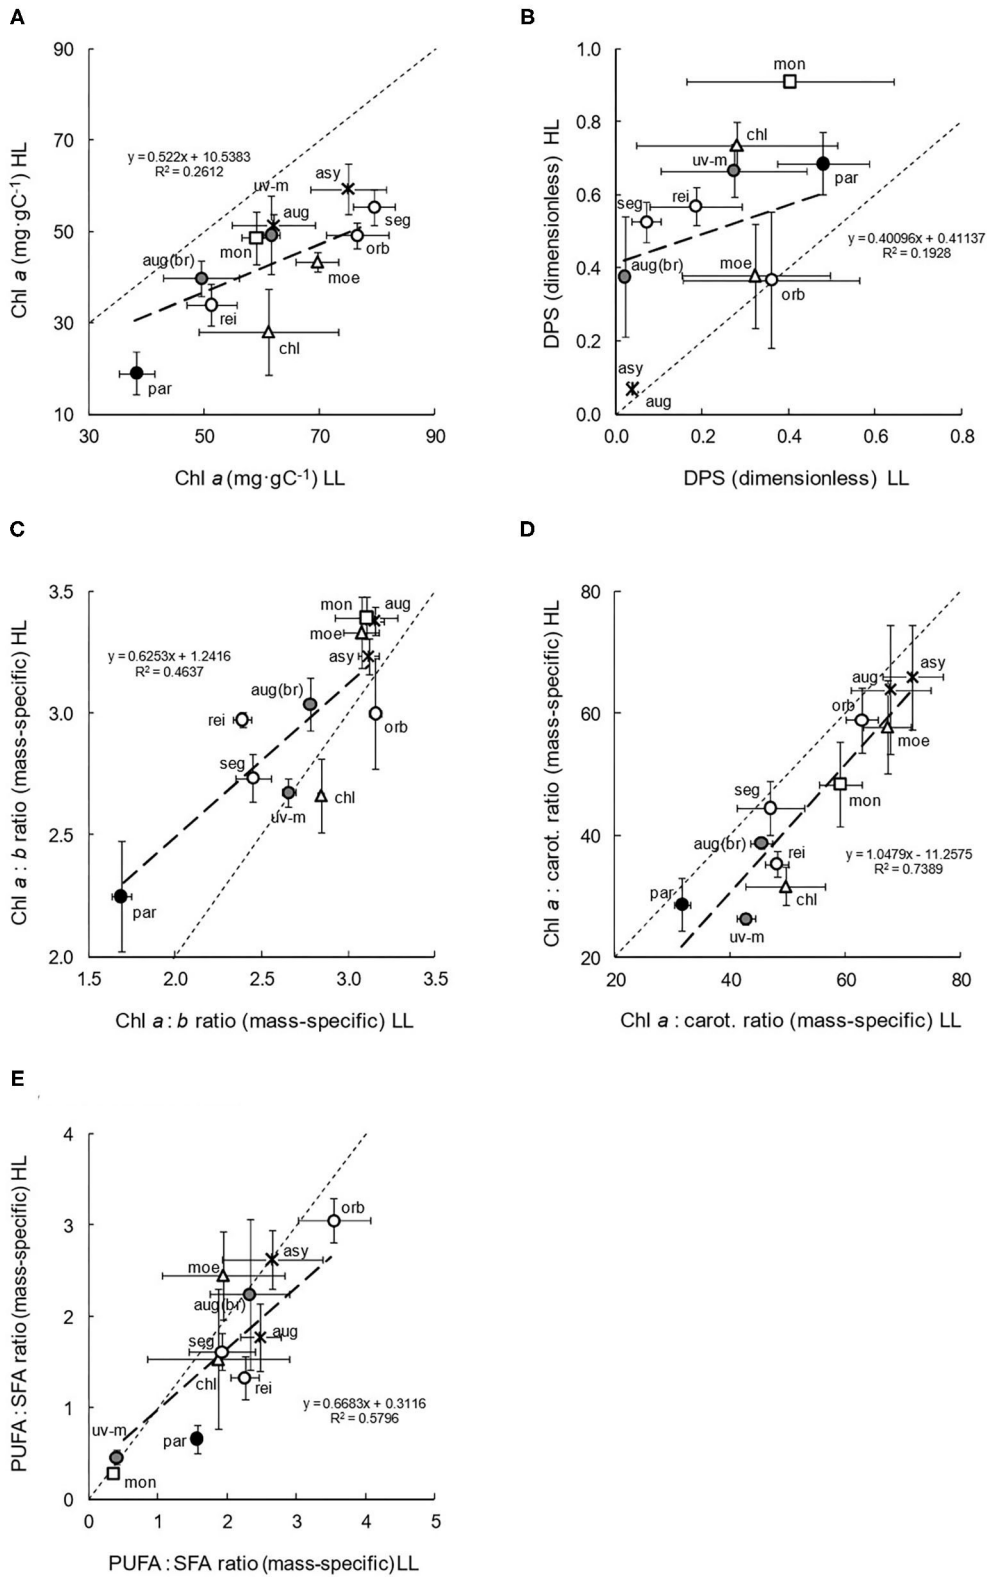 A
90
70
50
30
10
30
50
70
90
Chl a (mg·gC-1) HL
Chl a (mg·gC-1) LL
y = 0.522x + 10.5383
R2 = 0.2612
asy
uv-m
aug
seg
mon
orb
aug(br)
moe
rei
chl
par
B
1.0
0.8
0.6
0.4
0.2
0.0
0.0
0.2
0.4
0.6
0.8
DPS (dimensionless) HL
DPS (dimensionless) LL
mon
chl
uv-m
par
rei
seg
y = 0.40096x + 0.41137
R2 = 0.1928
aug(br)
moe
orb
asy
aug
C
3.5
3.0
2.5
2.0
1.5
2.0
2.5
3.0
3.5
Chl a : b ratio (mass-specific) HL
Chl a : b ratio (mass-specific) LL
mon
aug
moe
asy
y = 0.6253x + 1.2416
R2 = 0.4637
aug(br)
rei
orb
seg
chl
uv-m
par
D
80
60
40
20
20
40
60
80
Chl a : carot. ratio (mass-specific) HL
Chl a : carot. ratio (mass-specific) LL
asy
aug
orb
moe
seg
mon
aug(br)
rei
y = 1.0479x - 11.2575
R2 = 0.7389
par
chl
uv-m
E
4
3
2
1
0
0
1
2
3
4
5
PUFA : SFA ratio (mass-specific) HL
PUFA : SFA ratio (mass-specific) LL
orb
asy
moe
aug(br)
aug
seg
chl
rei
y = 0.6683x + 0.3116
R2 = 0.5796
uv-m
par
mon